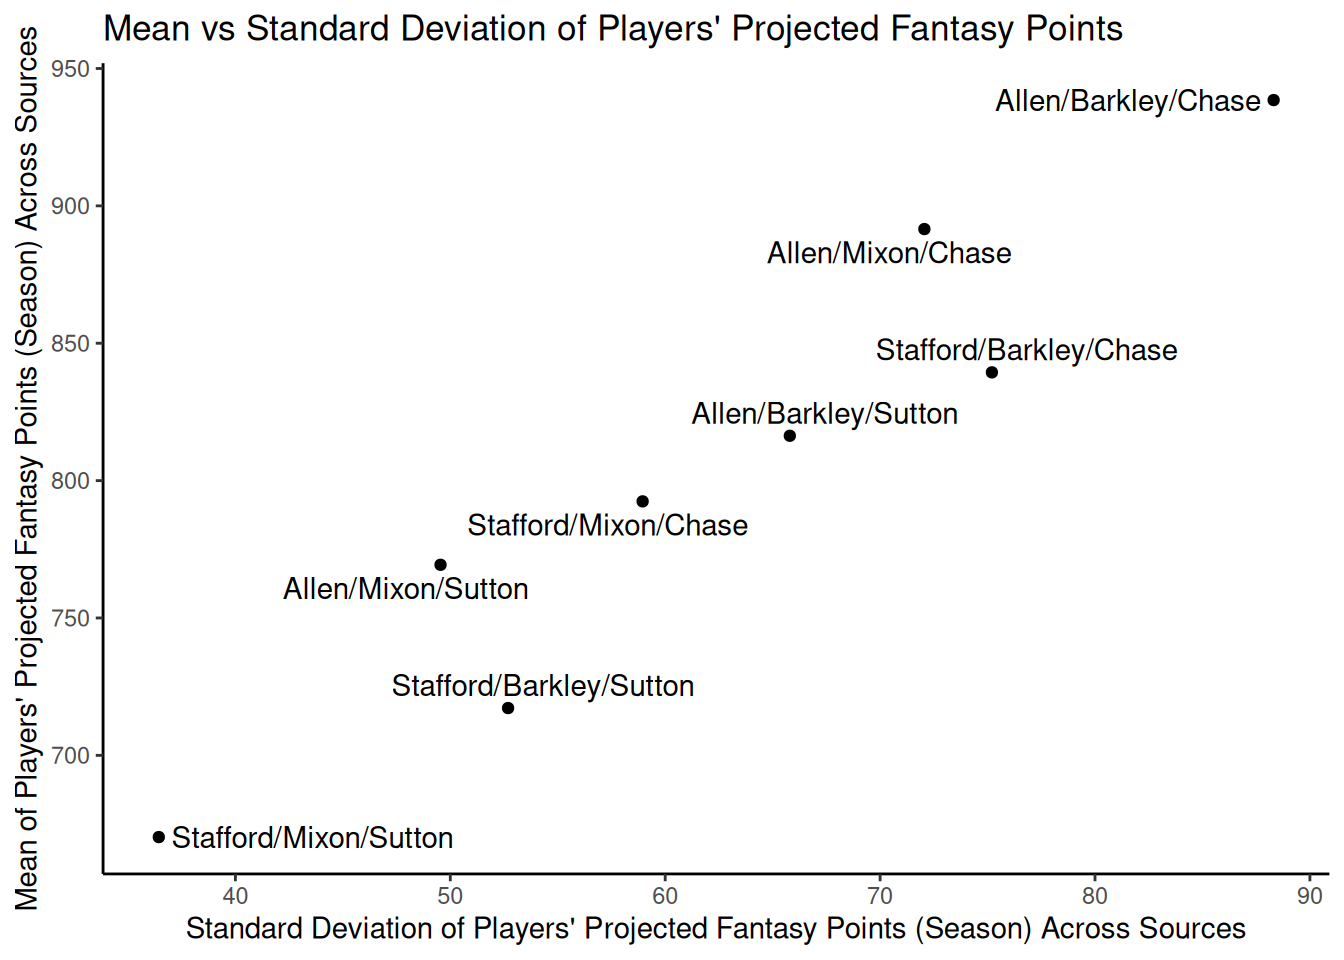 Mean vs Standard Deviation of Players' Projected Fantasy Points
Mean of Players' Projected Fantasy Points (Season) Across Sources
950
900
850
800
750
700
Allen/Barkley/Chase
Allen/Mixon/Chase
Stafford/Barkley/Chase
Allen/Barkley/Sutton
Stafford/Mixon/Chase
Allen/Mixon/Sutton
Stafford/Barkley/Sutton
Stafford/Mixon/Sutton
40 50 60 70 80 90
Standard Deviation of Players' Projected Fantasy Points (Season) Across Sources